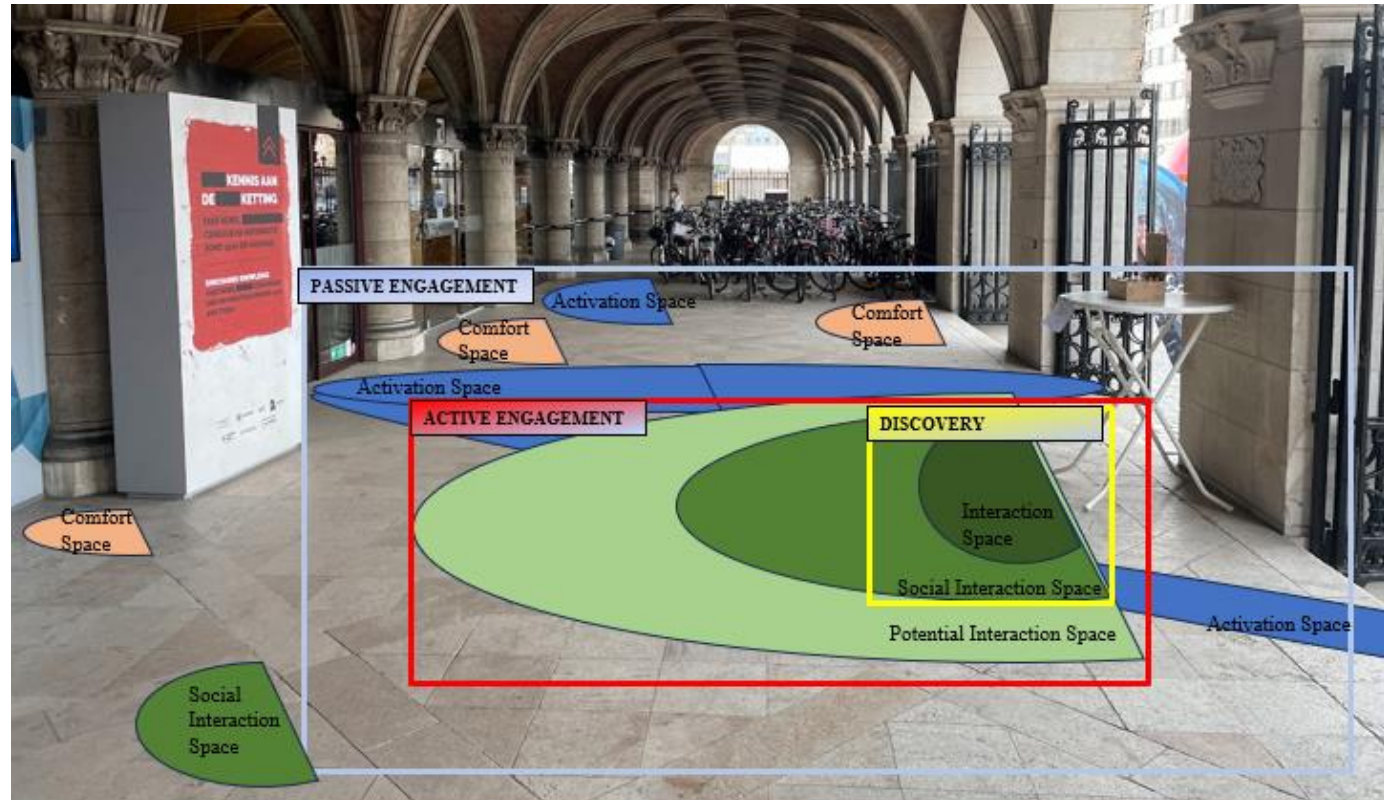 KENNIS AAN
DE KETTING
PASSIVE ENGAGEMENT
Activation Space
Comfort
Space
Comfort
Space
Activation Space
ACTIVE ENGAGEMENT
DISCOVERY
Comfort
Space
Interaction
Space
Social Interaction Space
Potential Interaction Space
Activation Space
Social
Interaction
Space